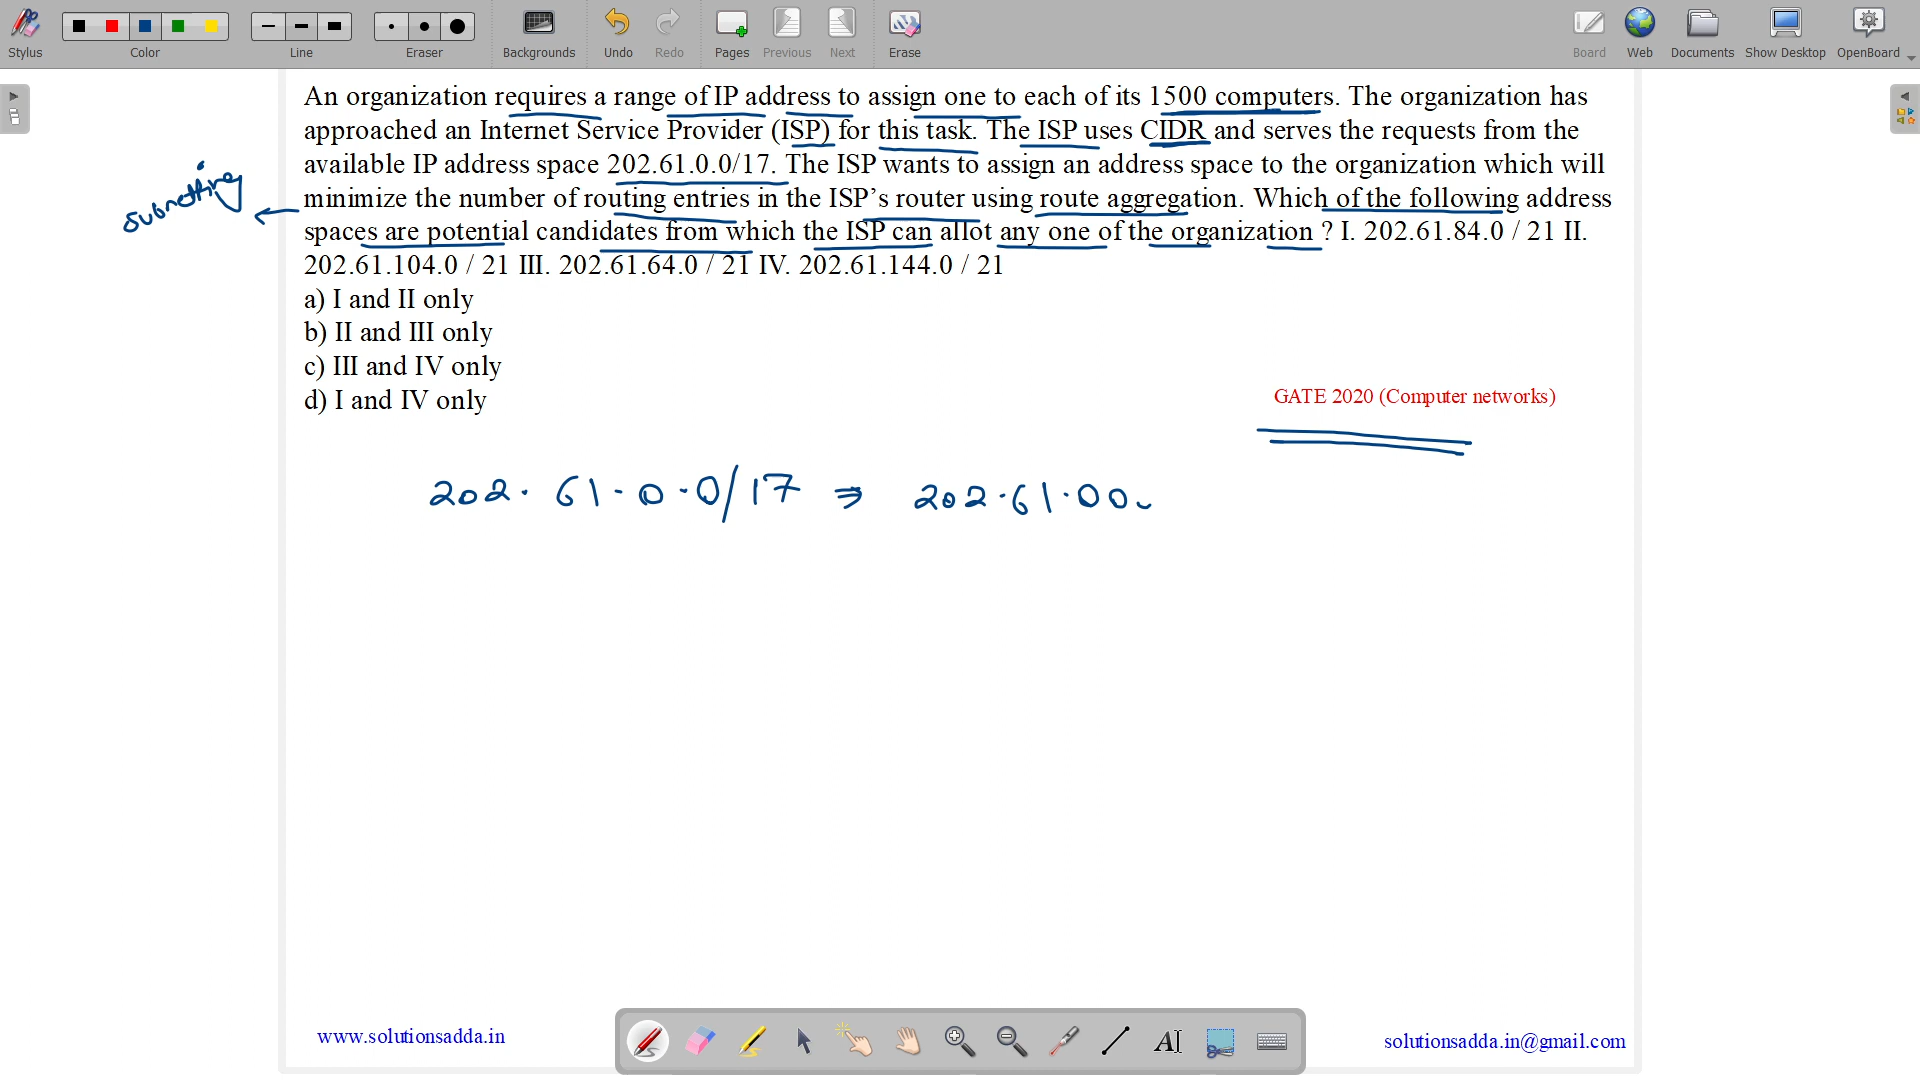 Stylus Color Line Eraser Backgrounds Undo Redo Pages Previous Next Erase Board Web Documents Show Desktop OpenBoard
An organization requires a range of IP address to assign one to each of its 1500 computers. The organization has
approached an Internet Service Provider (ISP) for this task. The ISP uses CIDR and serves the requests from the
available IP address space 202.61.0.0/17. The ISP wants to assign an address space to the organization which will
minimize the number of routing entries in the ISP’s router using route aggregation. Which of the following address
spaces are potential candidates from which the ISP can allot any one of the organization ? I. 202.61.84.0 / 21 II.
202.61.104.0 / 21 III. 202.61.64.0 / 21 IV. 202.61.144.0 / 21
subnetting
a) I and II only
b) II and III only
c) III and IV only
d) I and IV only
GATE 2020 (Computer networks)
202.61.0.0/17 ⇒ 202.61.00
www.solutionsadda.in
AI
solutionsadda.in@gmail.com